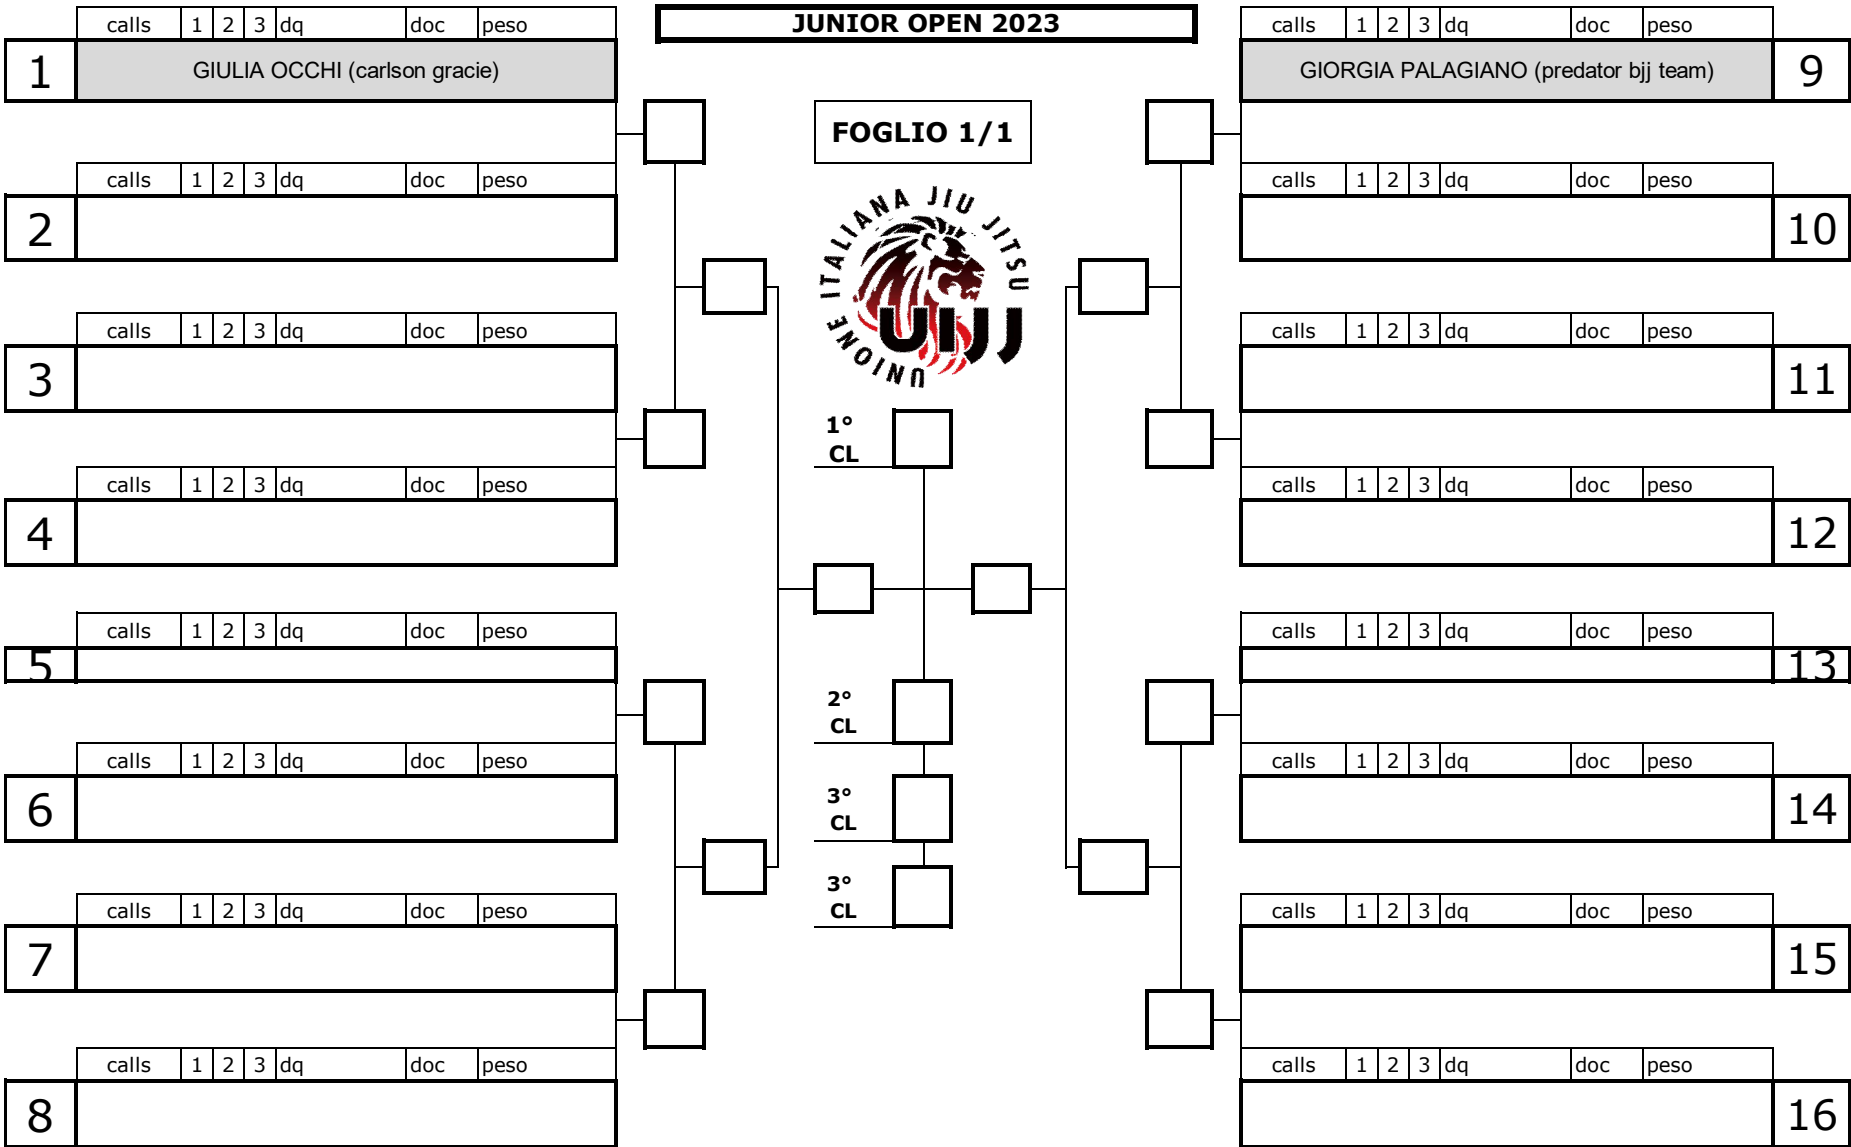 JUNIOR OPEN 2023
calls 1 2 3 dq doc peso
1 GIULIA OCCHI (carlson gracie)
calls 1 2 3 dq doc peso
2
calls 1 2 3 dq doc peso
3
calls 1 2 3 dq doc peso
4
calls 1 2 3 dq doc peso
5
calls 1 2 3 dq doc peso
6
calls 1 2 3 dq doc peso
7
calls 1 2 3 dq doc peso
8
FOGLIO 1/1
UNIONE ITALIANA JIU JITSU
UIJJ
1°
CL
2°
CL
3°
CL
3°
CL
calls 1 2 3 dq doc peso
GIORGIA PALAGIANO (predator bjj team) 9
calls 1 2 3 dq doc peso
10
calls 1 2 3 dq doc peso
11
calls 1 2 3 dq doc peso
12
calls 1 2 3 dq doc peso
13
calls 1 2 3 dq doc peso
14
calls 1 2 3 dq doc peso
15
calls 1 2 3 dq doc peso
16